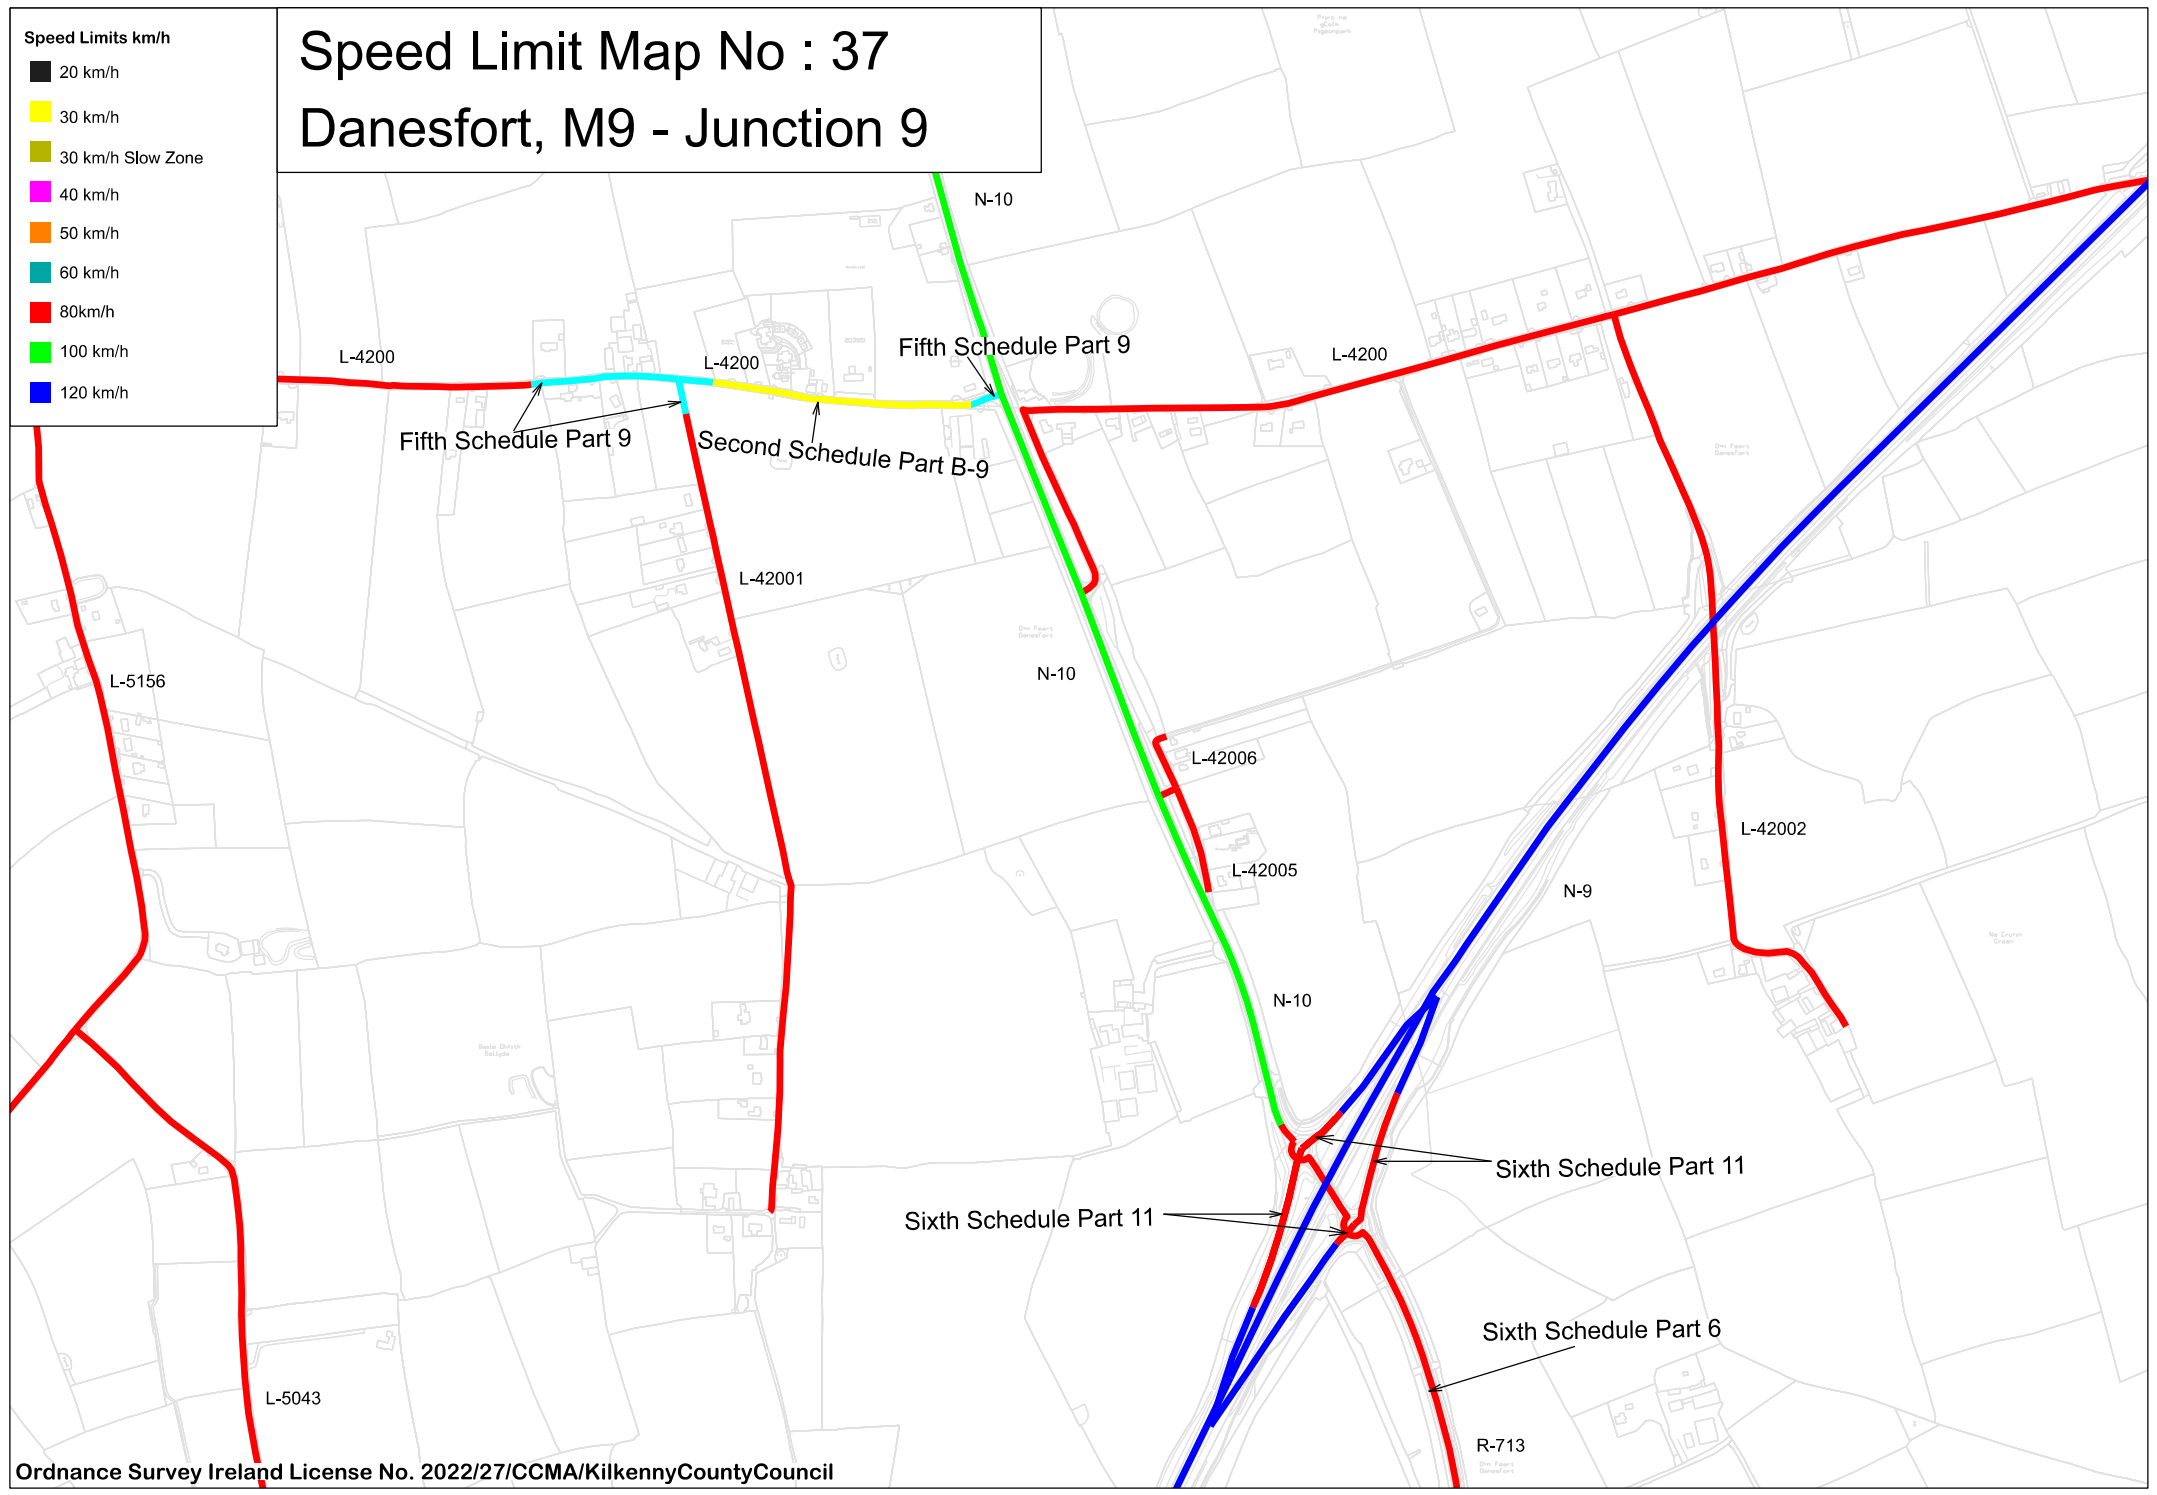 Speed Limits km/h
20 km/h
30 km/h
30 km/h Slow Zone
40 km/h
50 km/h
60 km/h
80km/h
100 km/h
120 km/h
Speed Limit Map No : 37
Danesfort, M9 - Junction 9
N-10
L-4200
L-4200
Fifth Schedule Part 9
L-4200
Fifth Schedule Part 9
Second Schedule Part B-9
L-42001
N-10
L-5156
L-42006
L-42002
L-42005
N-9
N-10
Sixth Schedule Part 11
Sixth Schedule Part 11
Sixth Schedule Part 6
L-5043
R-713
Ordnance Survey Ireland License No. 2022/27/CCMA/KilkennyCountyCouncil